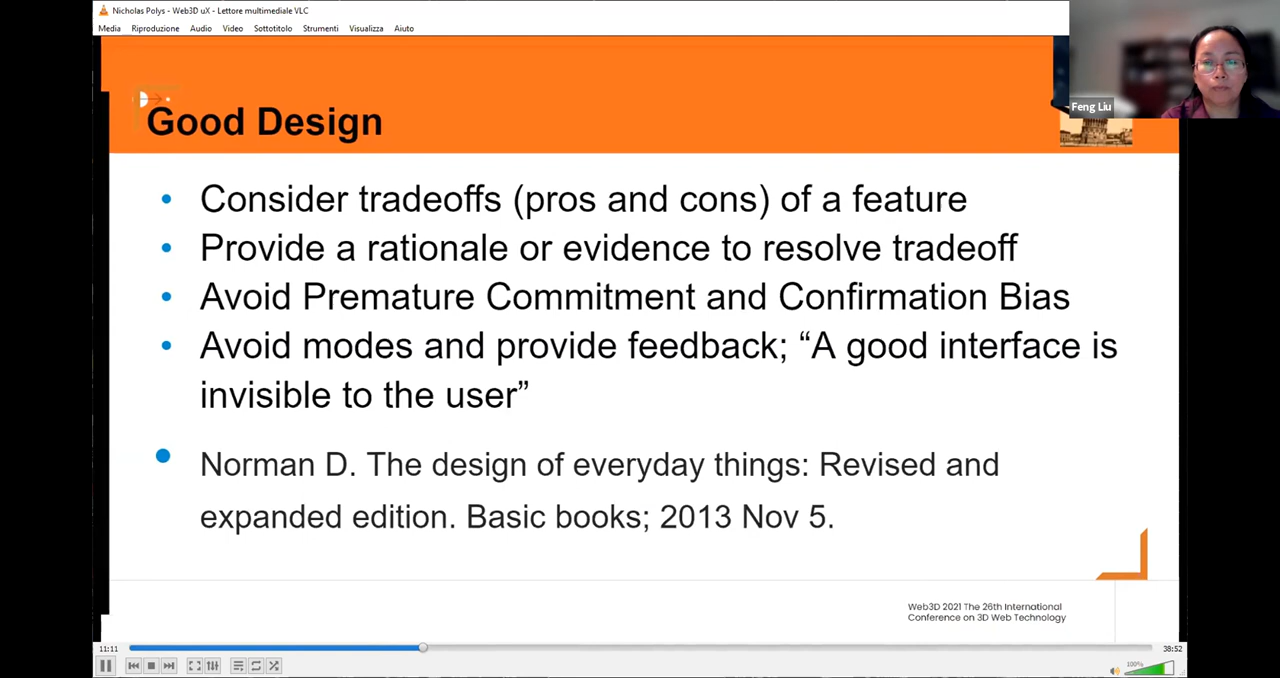 Nicholas Polys - Web3D uX - Lettore multimediale VLC
Media Riproduzione Audio Video Sottotitolo Strumenti Visualizza Aiuto
Feng Liu
Good Design
• Consider tradeoffs (pros and cons) of a feature
• Provide a rationale or evidence to resolve tradeoff
• Avoid Premature Commitment and Confirmation Bias
• Avoid modes and provide feedback; “A good interface is
invisible to the user”
• Norman D. The design of everyday things: Revised and
expanded edition. Basic books; 2013 Nov 5.
Web3D 2021 The 26th International
Conference on 3D Web Technology
11:11
38:52
100%